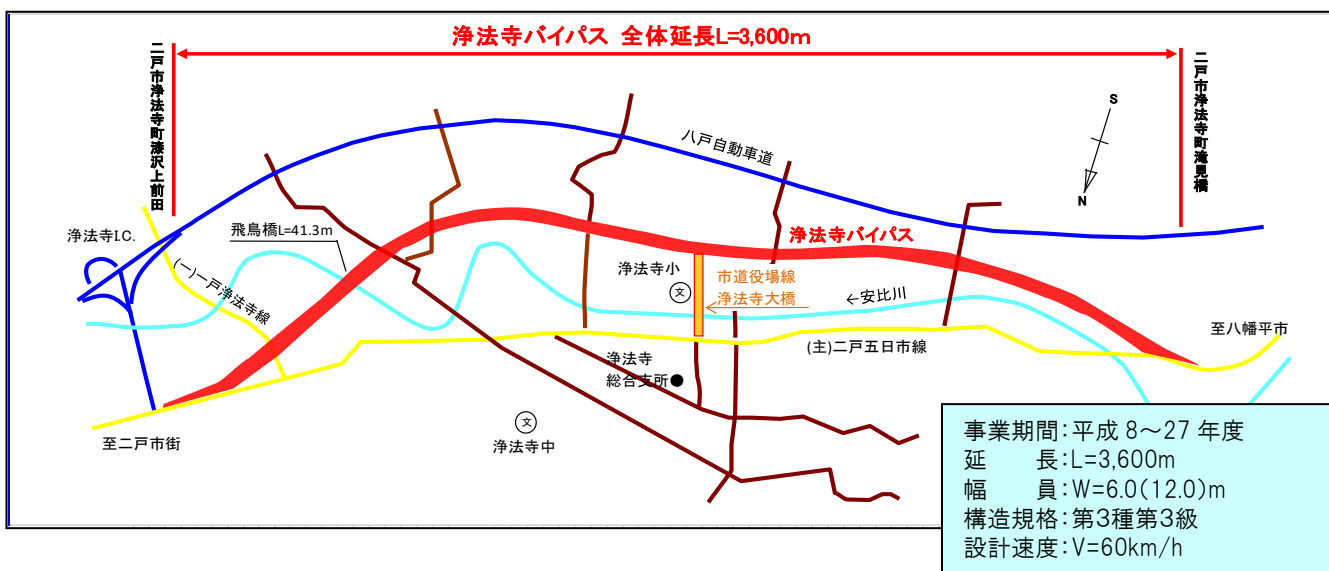 浄法寺バイパス 全体延長L=3,600m
二戸市浄法寺町漆沢上前田
二戸市浄法寺町滝見橋
S
N
八戸自動車道
浄法寺I.C.
飛鳥橋L=41.3m
(一)一戸浄法寺線
浄法寺バイパス
浄法寺小
文
市道役場線
浄法寺大橋
←安比川
(主)二戸五日市線
至八幡平市
浄法寺
総合支所●
文
浄法寺中
至二戸市街
事業期間:平成 8～27 年度
延　　長:L=3,600m
幅　　員:W=6.0(12.0)m
構造規格:第3種第3級
設計速度:V=60km/h